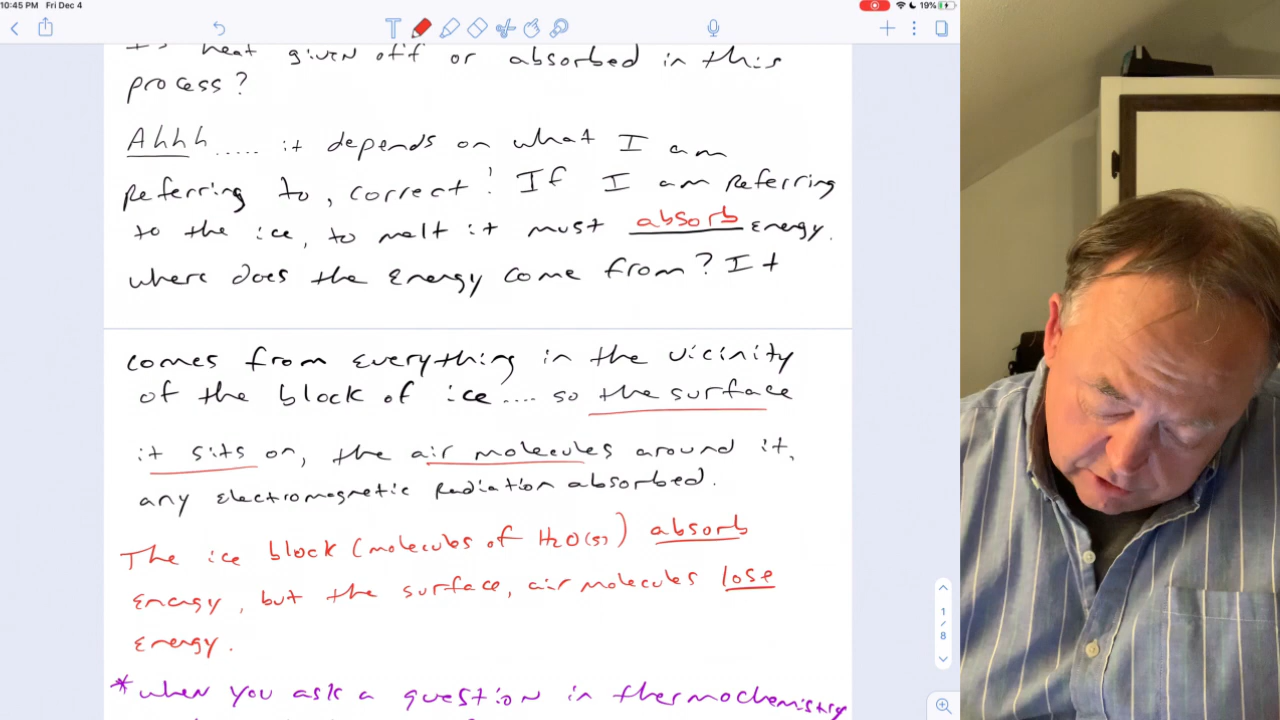 10:45 PM Fri Dec 4
19%
Is heat given off or absorbed in this
process?
Ahhh..... it depends on what I am
referring to, correct! If I am referring
to the ice, to melt it must absorb energy.
where does the energy come from? It
comes from everything in the vicinity
of the block of ice.... so the surface
it sits on, the air molecules around it,
any electromagnetic radiation absorbed.
The ice block (molecules of H2O(s)) absorb
energy, but the surface, air molecules lose
energy.
*when you ask a question in thermochemistry
1
/
8